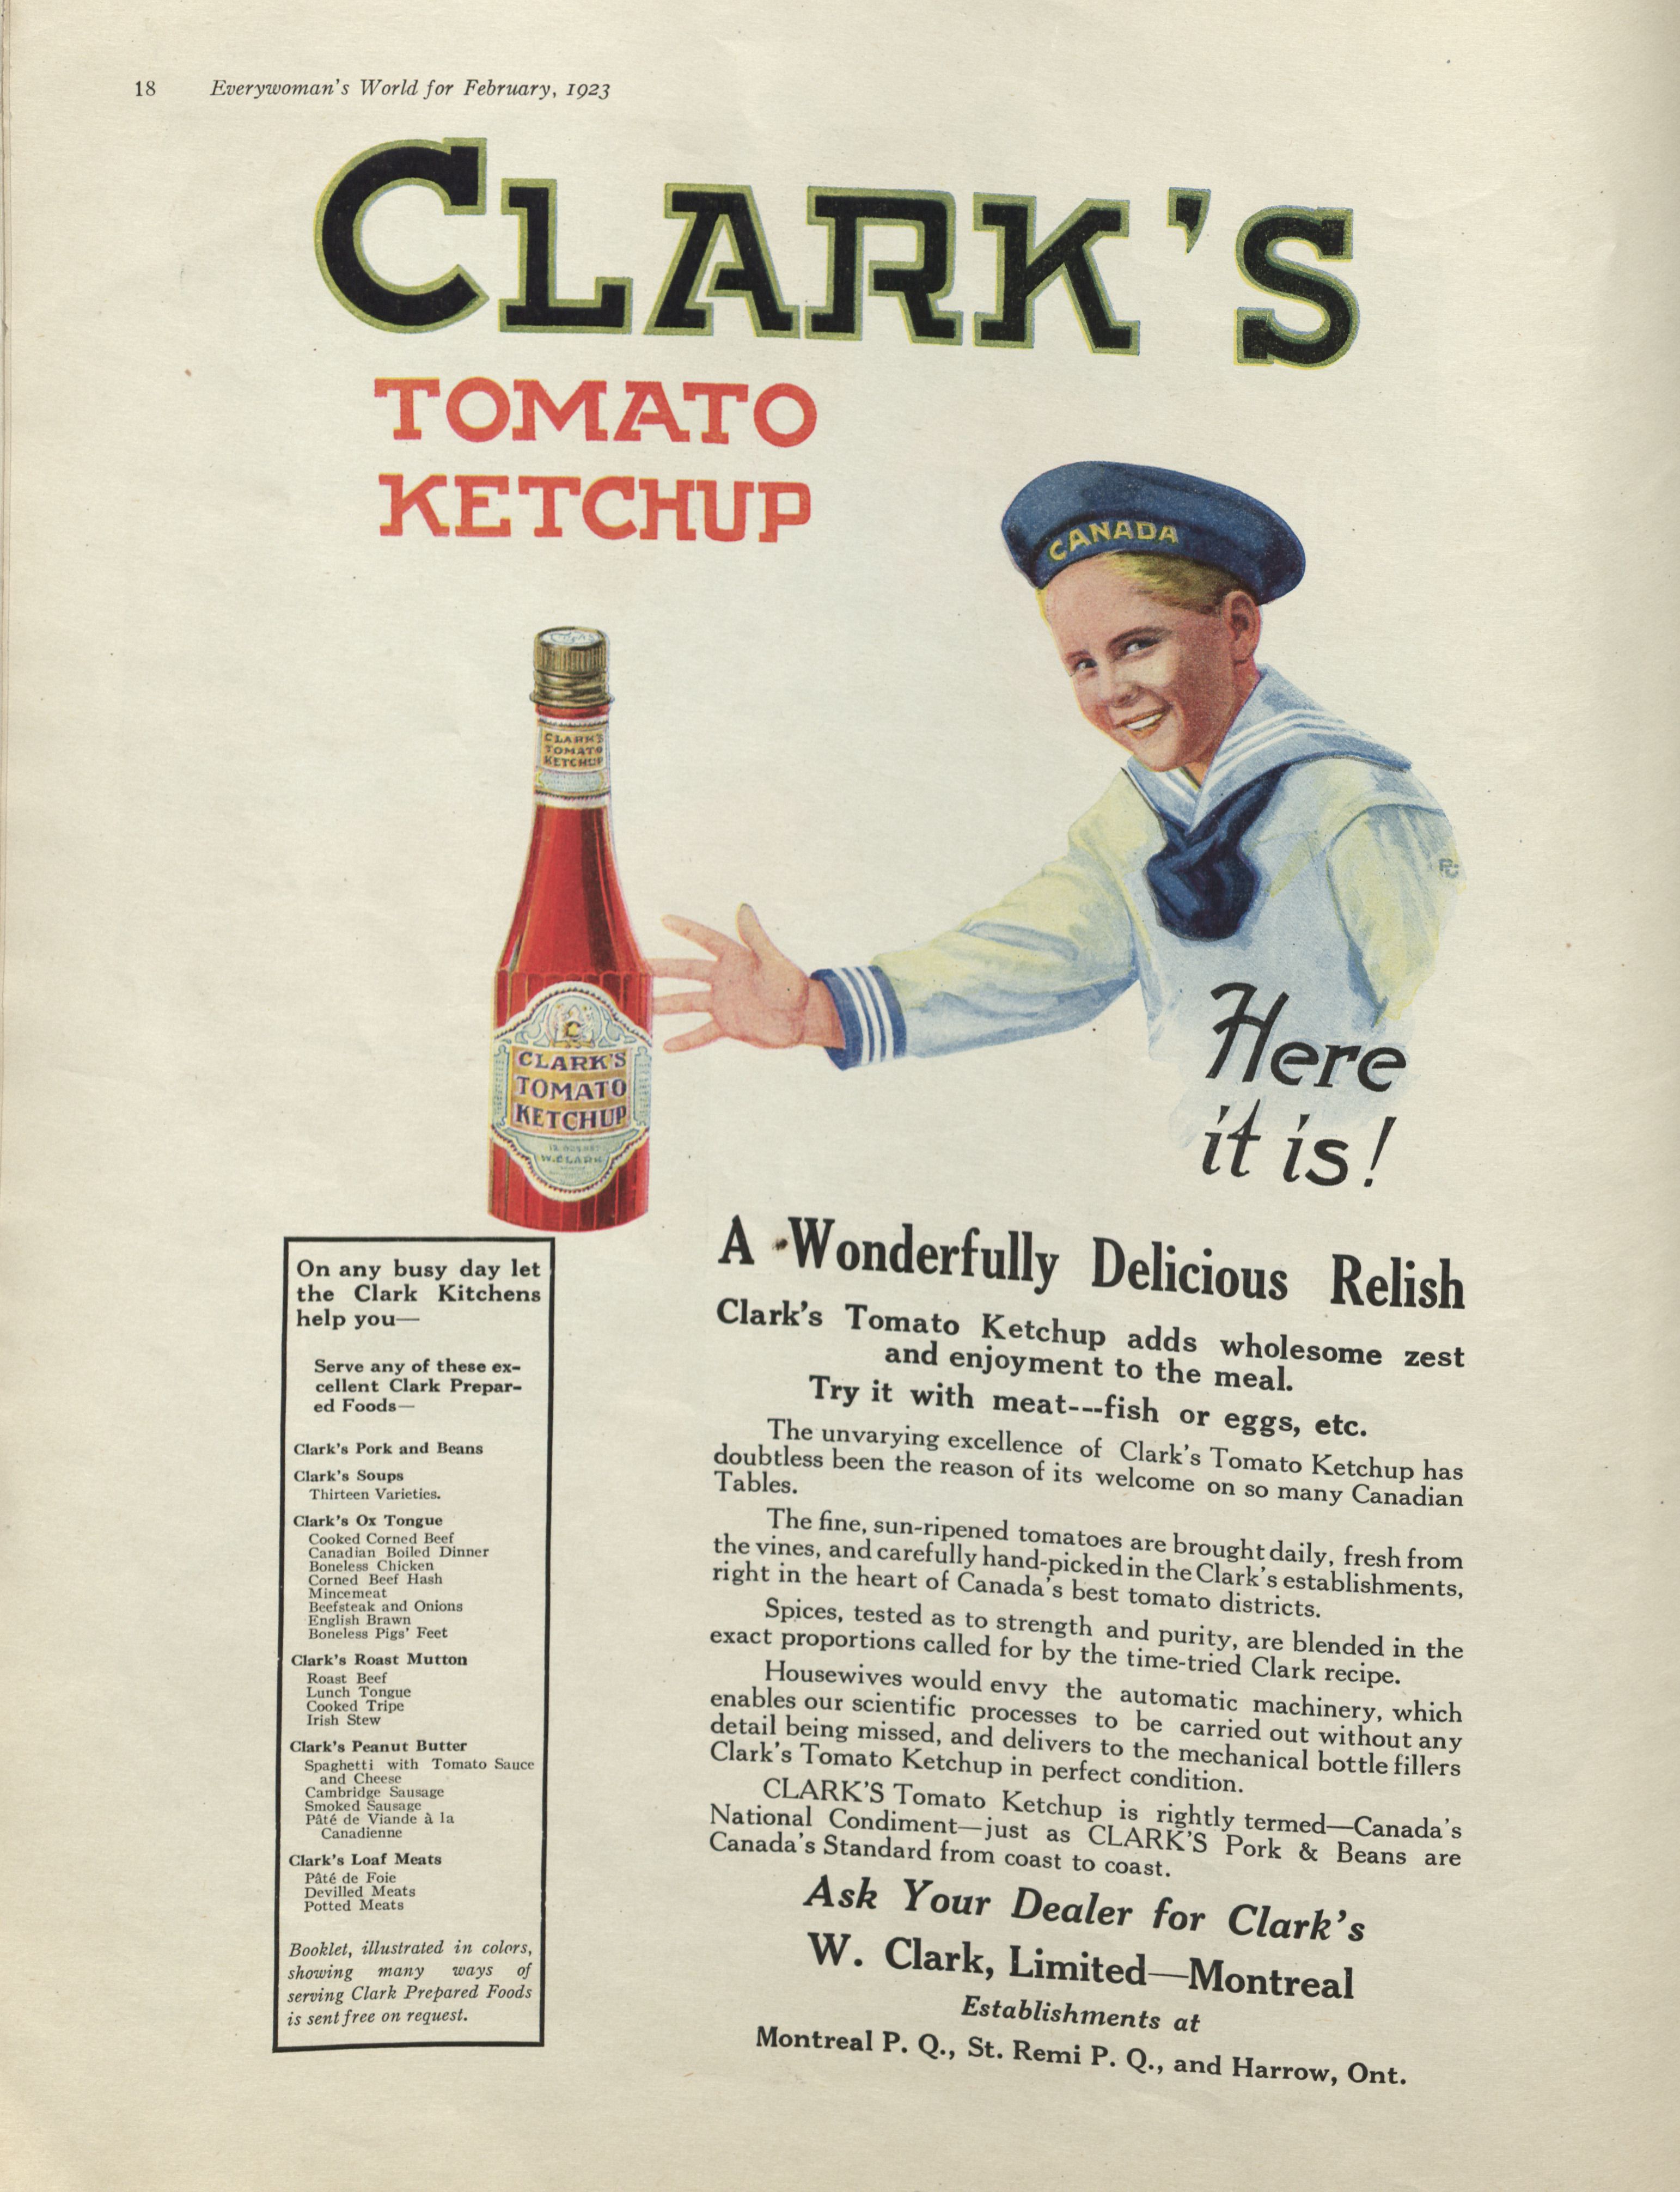 18 Everywoman's World for February, 1923
CLARK'S
TOMATO
KETCHUP
CANADA
CLARK'S
TOMATO
KETCHUP
CLARK'S
TOMATO
KETCHUP
W. CLARK
Here
it is!
On any busy day let
the Clark Kitchens
help you—
Serve any of these ex-
cellent Clark Prepar-
ed Foods—
Clark's Pork and Beans
Clark's Soups
Thirteen Varieties.
Clark's Ox Tongue
Cooked Corned Beef
Canadian Boiled Dinner
Boneless Chicken
Corned Beef Hash
Mincemeat
Beefsteak and Onions
English Brawn
Boneless Pigs' Feet
Clark's Roast Mutton
Roast Beef
Lunch Tongue
Cooked Tripe
Irish Stew
Clark's Peanut Butter
Spaghetti with Tomato Sauce
and Cheese
Cambridge Sausage
Smoked Sausage
Pâté de Viande à la
Canadienne
Clark's Loaf Meats
Pâté de Foie
Devilled Meats
Potted Meats
Booklet, illustrated in colors,
showing many ways of
serving Clark Prepared Foods
is sent free on request.
A Wonderfully Delicious Relish
Clark's Tomato Ketchup adds wholesome zest
and enjoyment to the meal.
Try it with meat---fish or eggs, etc.
The unvarying excellence of Clark's Tomato Ketchup has
doubtless been the reason of its welcome on so many Canadian
Tables.
The fine, sun-ripened tomatoes are brought daily, fresh from
the vines, and carefully hand-picked in the Clark's establishments,
right in the heart of Canada's best tomato districts.
Spices, tested as to strength and purity, are blended in the
exact proportions called for by the time-tried Clark recipe.
Housewives would envy the automatic machinery, which
enables our scientific processes to be carried out without any
detail being missed, and delivers to the mechanical bottle fillers
Clark's Tomato Ketchup in perfect condition.
CLARK'S Tomato Ketchup is rightly termed—Canada's
National Condiment—just as CLARK'S Pork & Beans are
Canada's Standard from coast to coast.
Ask Your Dealer for Clark's
W. Clark, Limited—Montreal
Establishments at
Montreal P. Q., St. Remi P. Q., and Harrow, Ont.